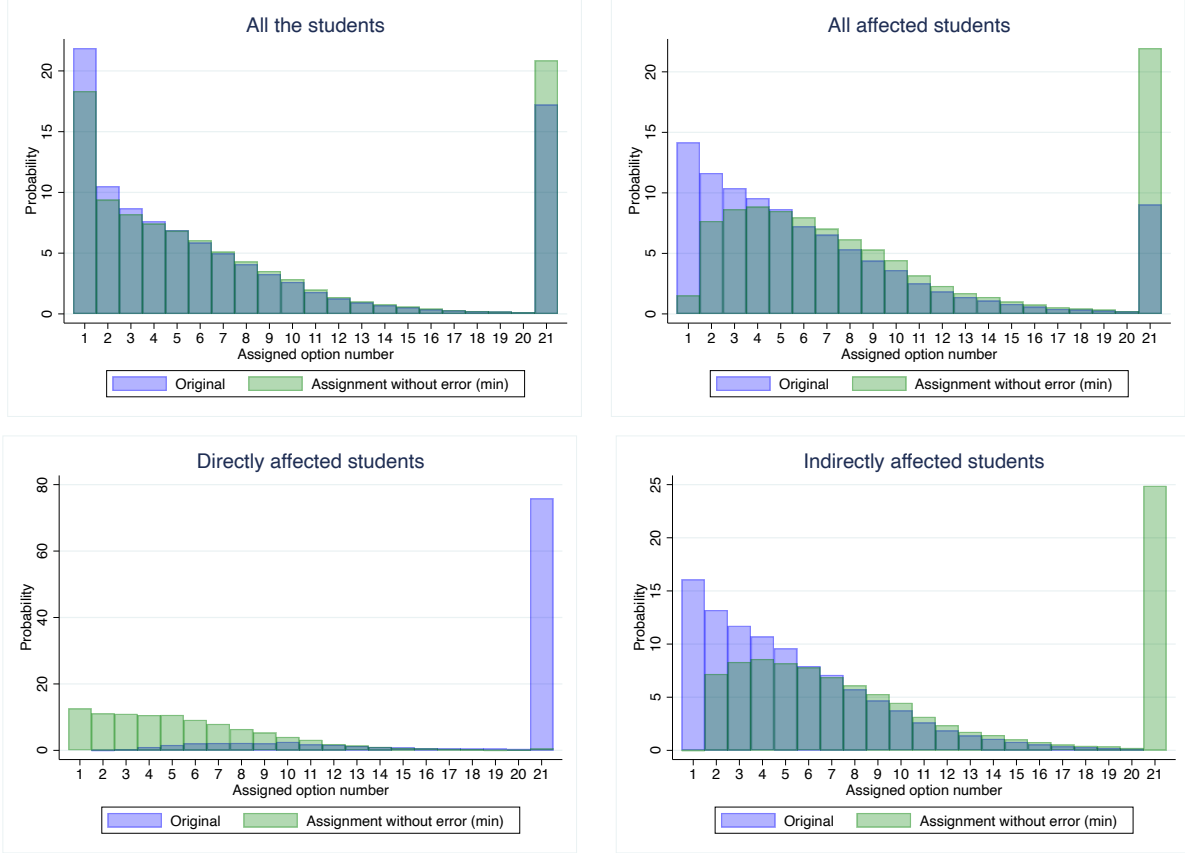 All the students
Probability
20
15
10
5
0
1 2 3 4 5 6 7 8 9 10 11 12 13 14 15 16 17 18 19 20 21
Assigned option number
Original Assignment without error (min)
All affected students
Probability
20
15
10
5
0
1 2 3 4 5 6 7 8 9 10 11 12 13 14 15 16 17 18 19 20 21
Assigned option number
Original Assignment without error (min)
Directly affected students
Probability
80
60
40
20
0
1 2 3 4 5 6 7 8 9 10 11 12 13 14 15 16 17 18 19 20 21
Assigned option number
Original Assignment without error (min)
Indirectly affected students
Probability
25
20
15
10
5
0
1 2 3 4 5 6 7 8 9 10 11 12 13 14 15 16 17 18 19 20 21
Assigned option number
Original Assignment without error (min)